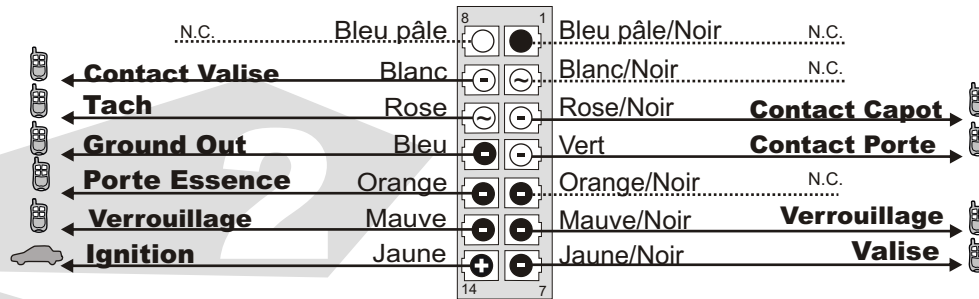 8 1
N.C. Bleu pâle Bleu pâle/Noir N.C.
Contact Valise Blanc Blanc/Noir N.C.
Tach Rose Rose/Noir Contact Capot
Ground Out Bleu Vert Contact Porte
Porte Essence Orange Orange/Noir N.C.
Verrouillage Mauve Mauve/Noir Verrouillage
Ignition Jaune Jaune/Noir Valise
14 7
2